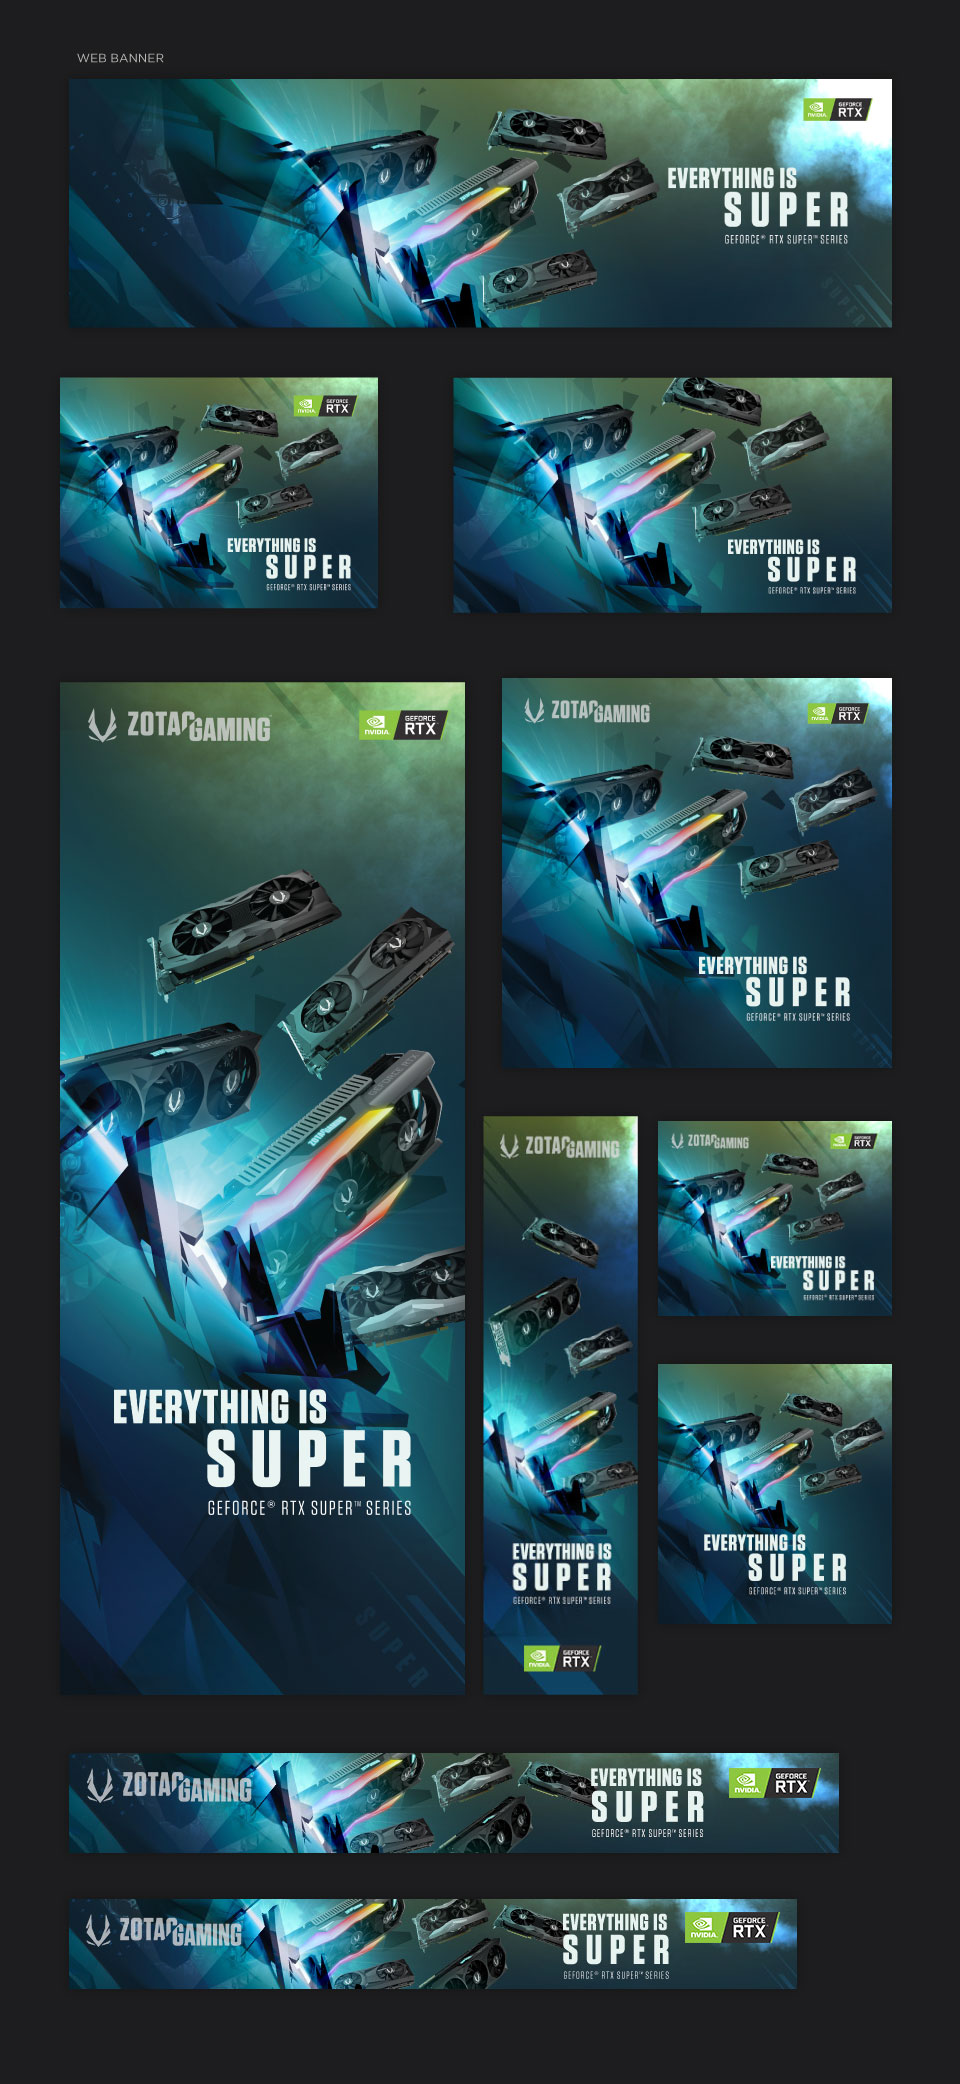 WEB BANNER
NVIDIA.
GEFORCE
RTX
EVERYTHING IS
SUPER
GEFORCE® RTX SUPER™ SERIES
SUPER
NVIDIA.
GEFORCE
RTX
EVERYTHING IS
SUPER
GEFORCE® RTX SUPER™ SERIES
EVERYTHING IS
SUPER
GEFORCE® RTX SUPER™ SERIES
ZOTAC GAMING
NVIDIA.
GEFORCE
RTX
EVERYTHING IS
SUPER
GEFORCE® RTX SUPER™ SERIES
SUPER
ZOTAC GAMING
NVIDIA.
GEFORCE
RTX
EVERYTHING IS
SUPER
GEFORCE® RTX SUPER™ SERIES
SUPER
ZOTAC GAMING
EVERYTHING IS
SUPER
GEFORCE® RTX SUPER™ SERIES
NVIDIA.
GEFORCE
RTX
ZOTAC GAMING
NVIDIA.
GEFORCE
RTX
EVERYTHING IS
SUPER
GEFORCE® RTX SUPER™ SERIES
EVERYTHING IS
SUPER
GEFORCE® RTX SUPER™ SERIES
ZOTAC GAMING
EVERYTHING IS
SUPER
GEFORCE® RTX SUPER™ SERIES
NVIDIA.
GEFORCE
RTX
ZOTAC GAMING
EVERYTHING IS
SUPER
GEFORCE® RTX SUPER™ SERIES
NVIDIA.
GEFORCE
RTX